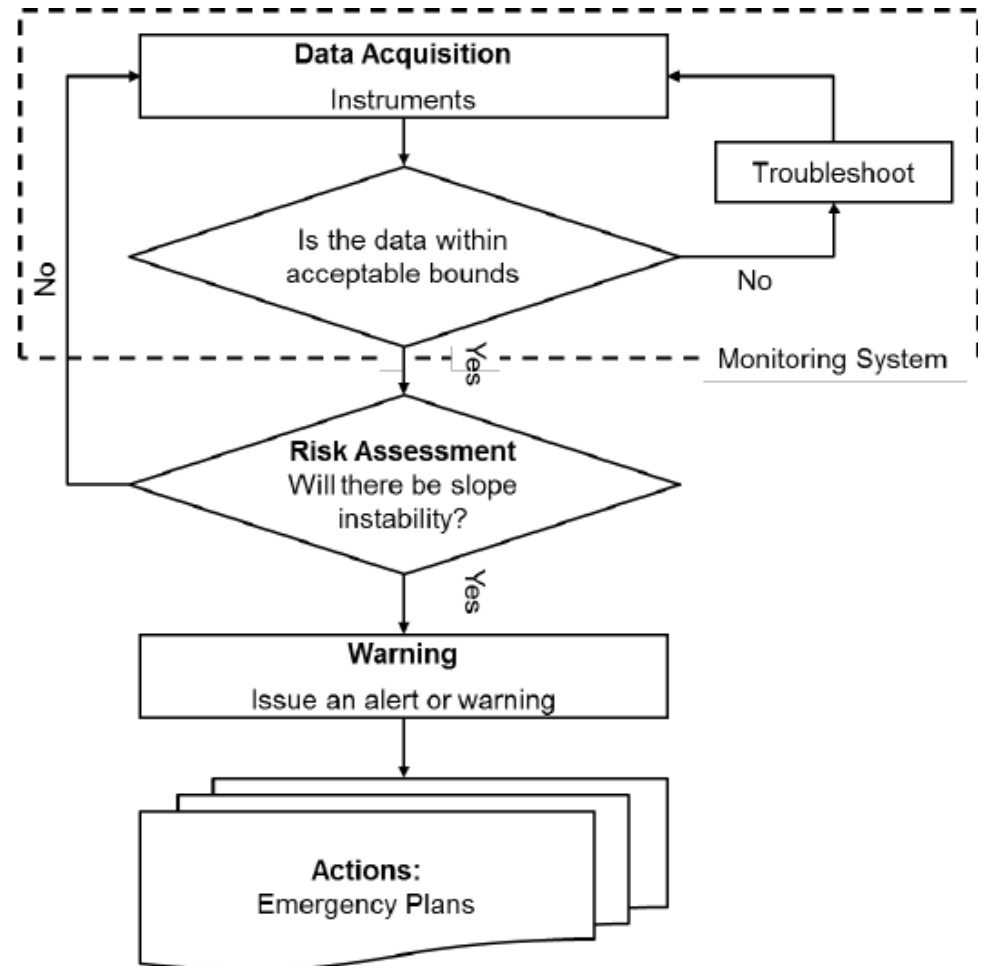 Data Acquisition
Instruments
Troubleshoot
Is the data within
acceptable bounds
No
No
Yes
Monitoring System
Risk Assessment
Will there be slope
instability?
Yes
Warning
Issue an alert or warning
Actions:
Emergency Plans